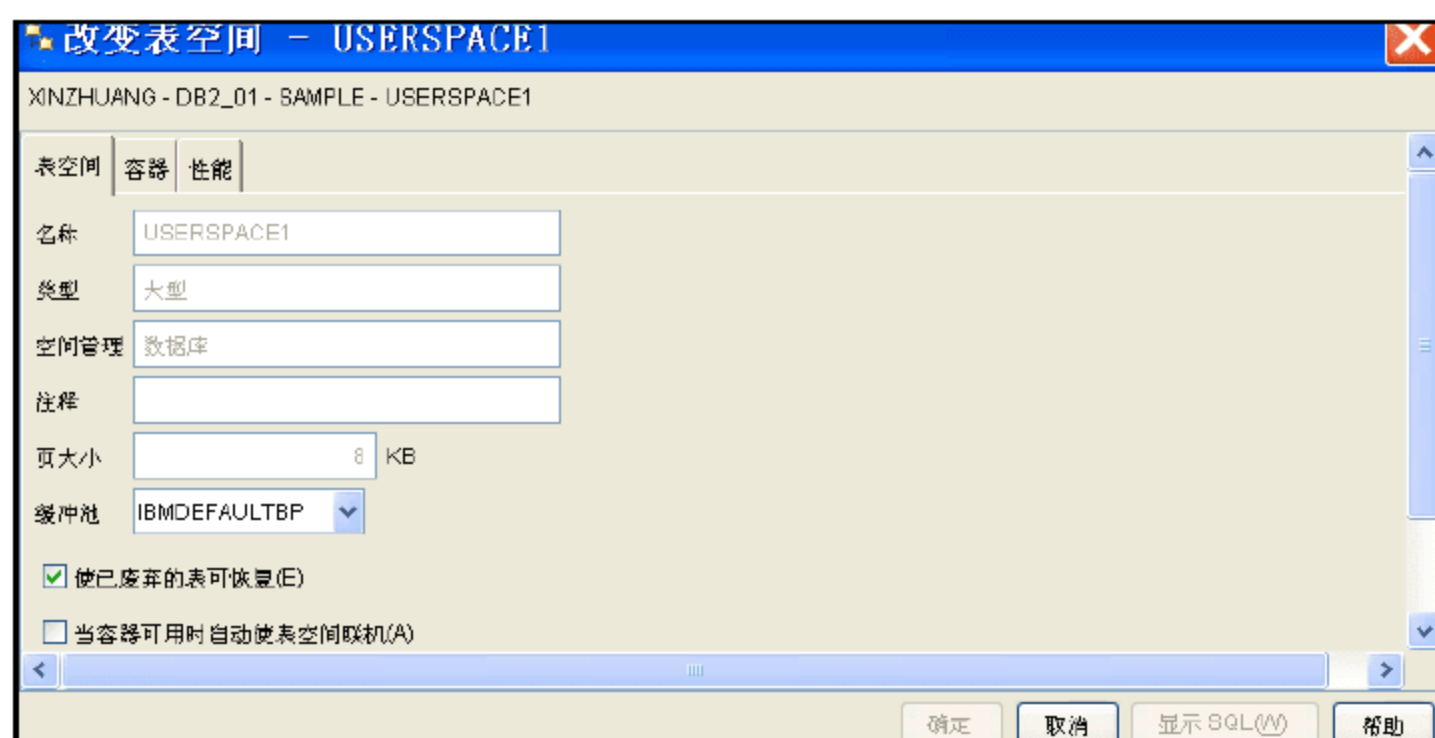 改变表空间 - USERSPACE1
XINZHUANG - DB2_01 - SAMPLE - USERSPACE1
表空间 容器 性能
名称 USERSPACE1
类型 大型
空间管理 数据库
注释
页大小 8 KB
缓冲池 IBMDEFAULTBP
使已废弃的表可恢复(E)
当容器可用时自动使表空间联机(A)
确定 取消 显示 SQL(W) 帮助